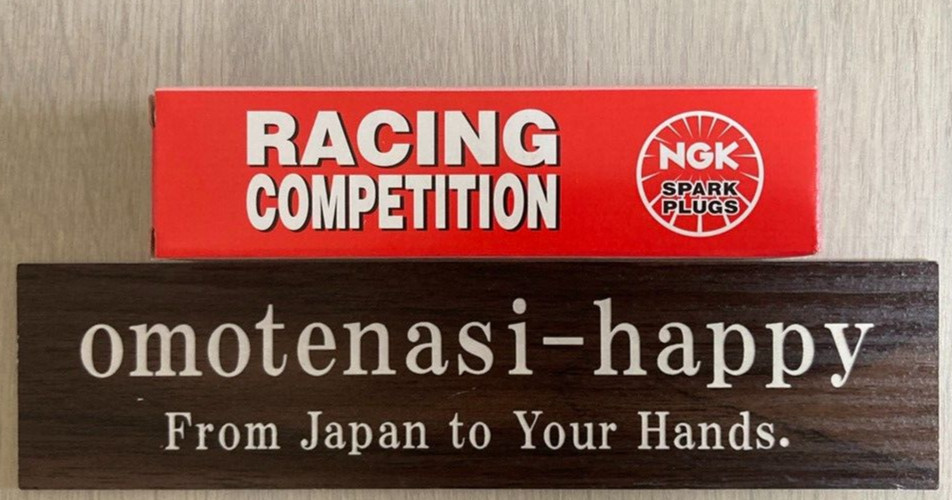 RACING
COMPETITION
NGK
SPARK
PLUGS
omotenasi-happy
From Japan to Your Hands.